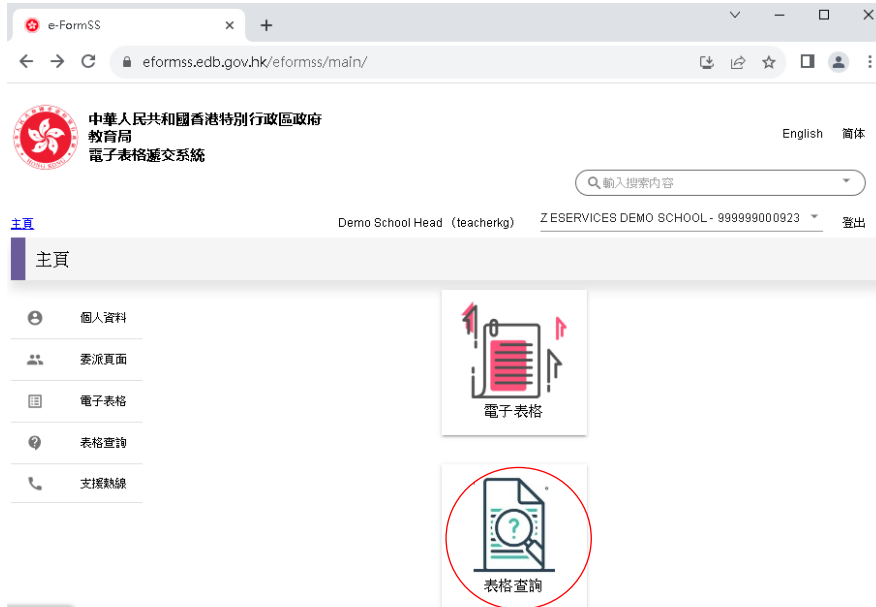 e-FormSS
eformss.edb.gov.hk/eformss/main/
中華人民共和國香港特別行政區政府
教育局
電子表格遞交系統
English 简体
輸入搜索內容
主頁 Demo School Head (teacherkg) Z ESERVICES DEMO SCHOOL - 999999000923 登出
主頁
個人資料
委派頁面
電子表格
表格查詢
支援熱線
電子表格
表格查詢